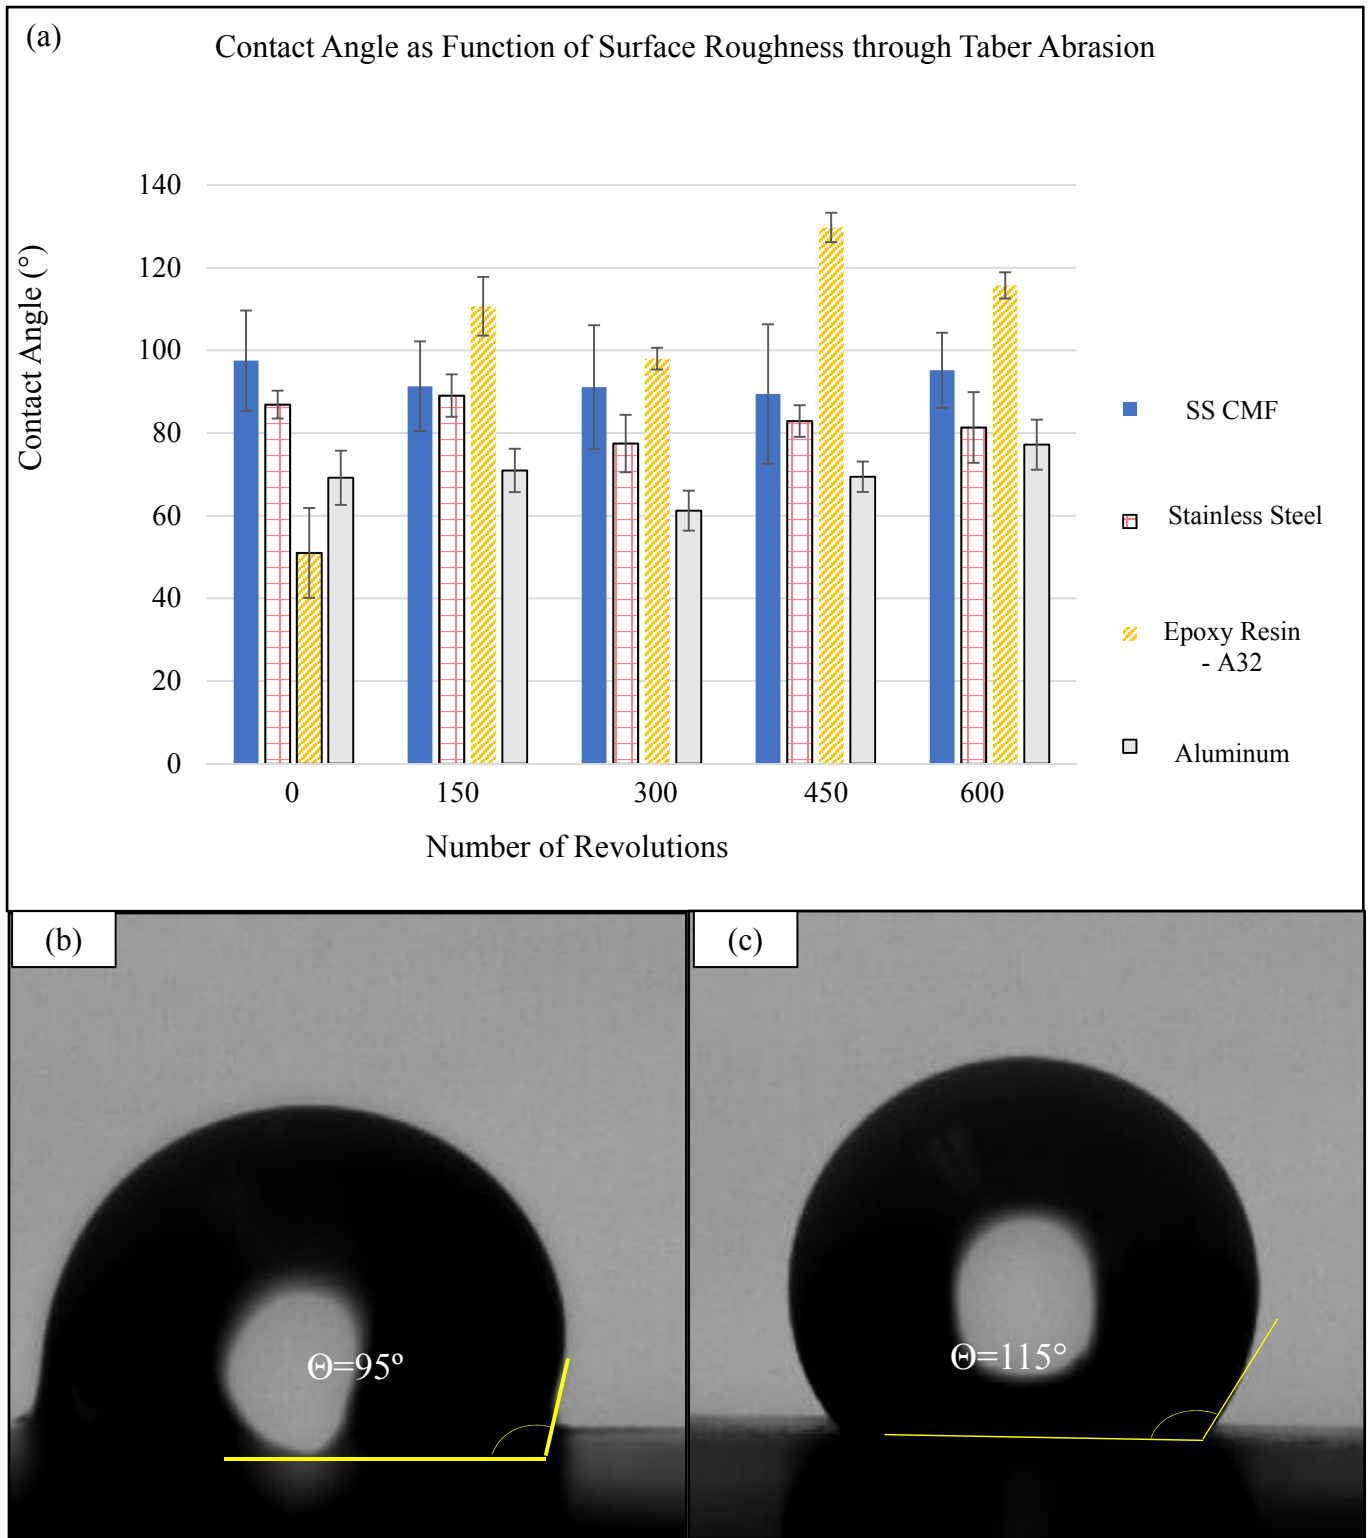 (a)
Contact Angle as Function of Surface Roughness through Taber Abrasion
Contact Angle (°)
140
120
100
80
60
40
20
0
0 150 300 450 600
Number of Revolutions
SS CMF
Stainless Steel
Epoxy Resin
- A32
Aluminum
(b)
Θ=95º
(c)
Θ=115°